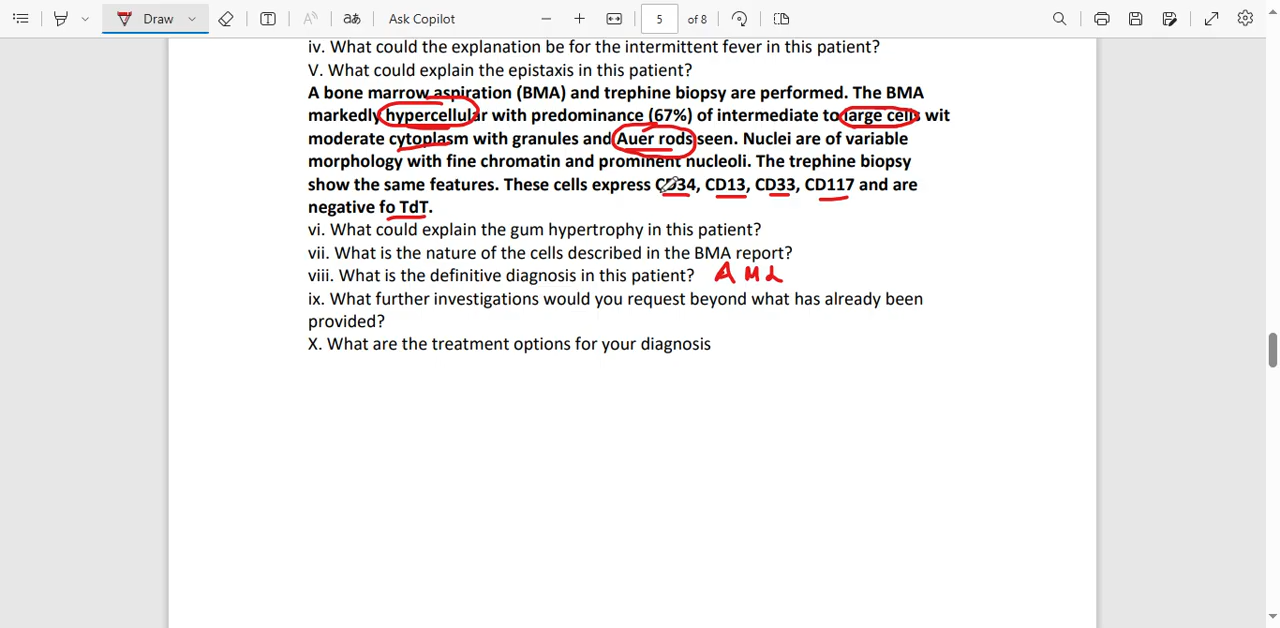 Draw
aあ
Ask Copilot
5 of 8
iv. What could the explanation be for the intermittent fever in this patient?
V. What could explain the epistaxis in this patient?
A bone marrow aspiration (BMA) and trephine biopsy are performed. The BMA
markedly hypercellular with predominance (67%) of intermediate to large cells wit
moderate cytoplasm with granules and Auer rods seen. Nuclei are of variable
morphology with fine chromatin and prominent nucleoli. The trephine biopsy
show the same features. These cells express CD34, CD13, CD33, CD117 and are
negative fo TdT.
vi. What could explain the gum hypertrophy in this patient?
vii. What is the nature of the cells described in the BMA report?
viii. What is the definitive diagnosis in this patient? AML
ix. What further investigations would you request beyond what has already been
provided?
X. What are the treatment options for your diagnosis